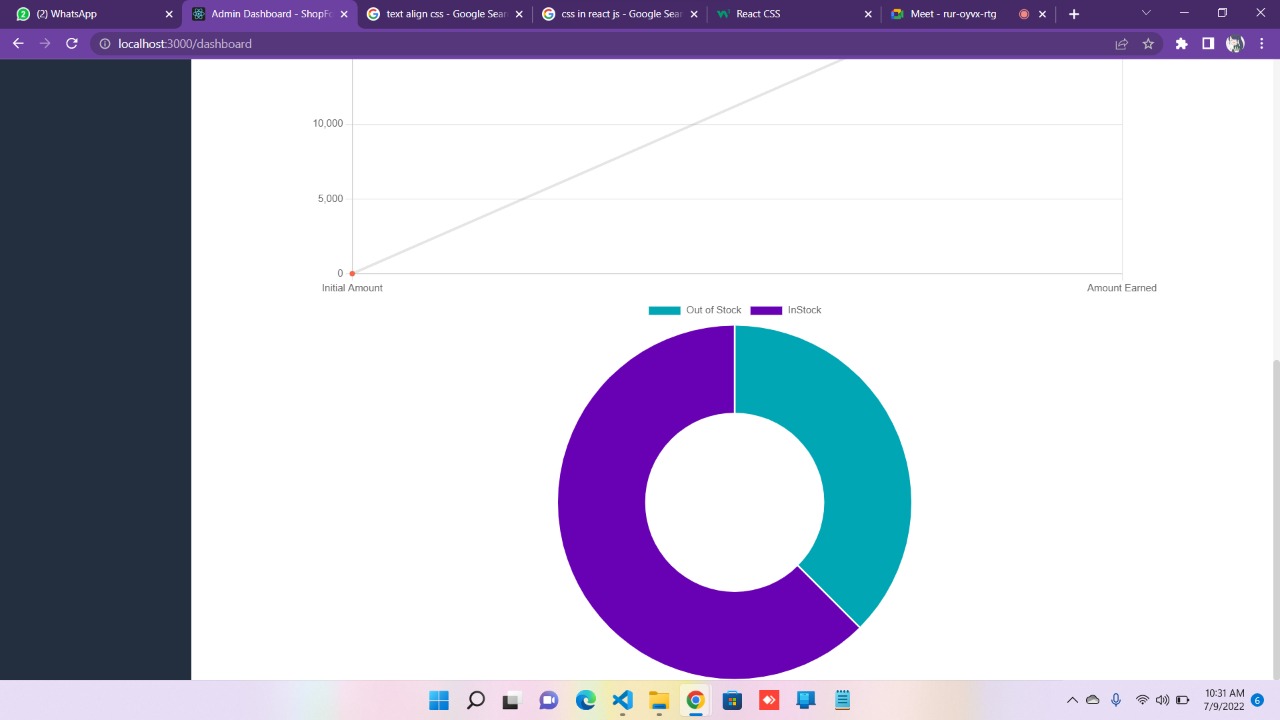 (2) WhatsApp
Admin Dashboard - ShopFo
text align css - Google Sear
css in react js - Google Sear
React CSS
Meet - rur-oyvx-rtg
localhost:3000/dashboard
10,000
5,000
0
Initial Amount
Amount Earned
Out of Stock
InStock
10:31 AM
7/9/2022
6